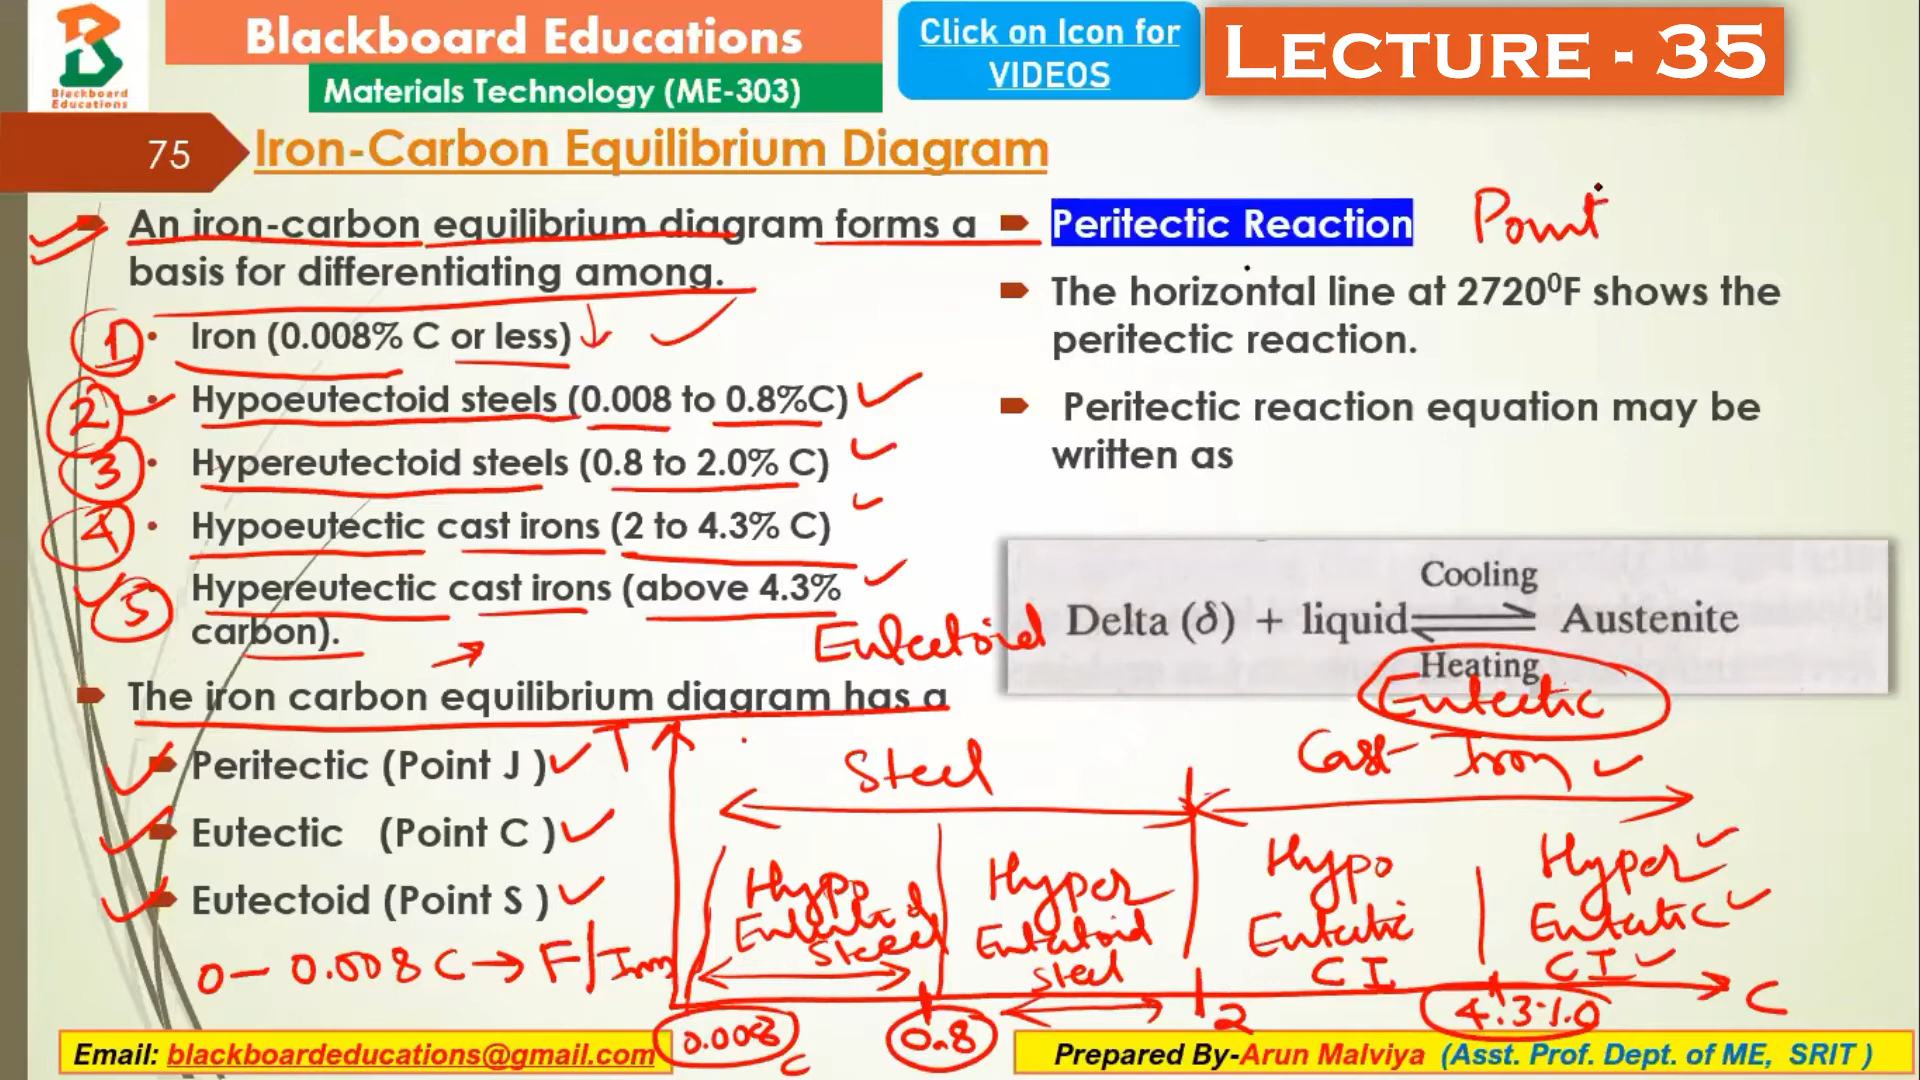 Blackboard Educations
Blackboard Educations
Materials Technology (ME-303)
Click on Icon for
VIDEOS
LECTURE - 35
75
Iron-Carbon Equilibrium Diagram
An iron-carbon equilibrium diagram forms a
basis for differentiating among.
1 • Iron (0.008% C or less) ↓
2 • Hypoeutectoid steels (0.008 to 0.8%C)
3 • Hypereutectoid steels (0.8 to 2.0% C)
4 • Hypoeutectic cast irons (2 to 4.3% C)
5 Hypereutectic cast irons (above 4.3%
carbon).
The iron carbon equilibrium diagram has a
Peritectic (Point J )
Eutectic (Point C )
Eutectoid (Point S )
0 - 0.008 C → F/Iron
Peritectic Reaction Point
The horizontal line at 2720⁰F shows the
peritectic reaction.
Peritectic reaction equation may be
written as
Cooling
Delta (δ) + liquid ⇌ Austenite
Heating
Eutectoid
Eutectic
T
Steel
Cast Iron
Hypo
Steel
Hyper
Eutectoid
Steel
Hypo
Eutectic
CI
Hyper
Eutectic
CI
0.008
C
0.8
2
C
Email: blackboardeducations@gmail.com
Prepared By-Arun Malviya (Asst. Prof. Dept. of ME, SRIT )